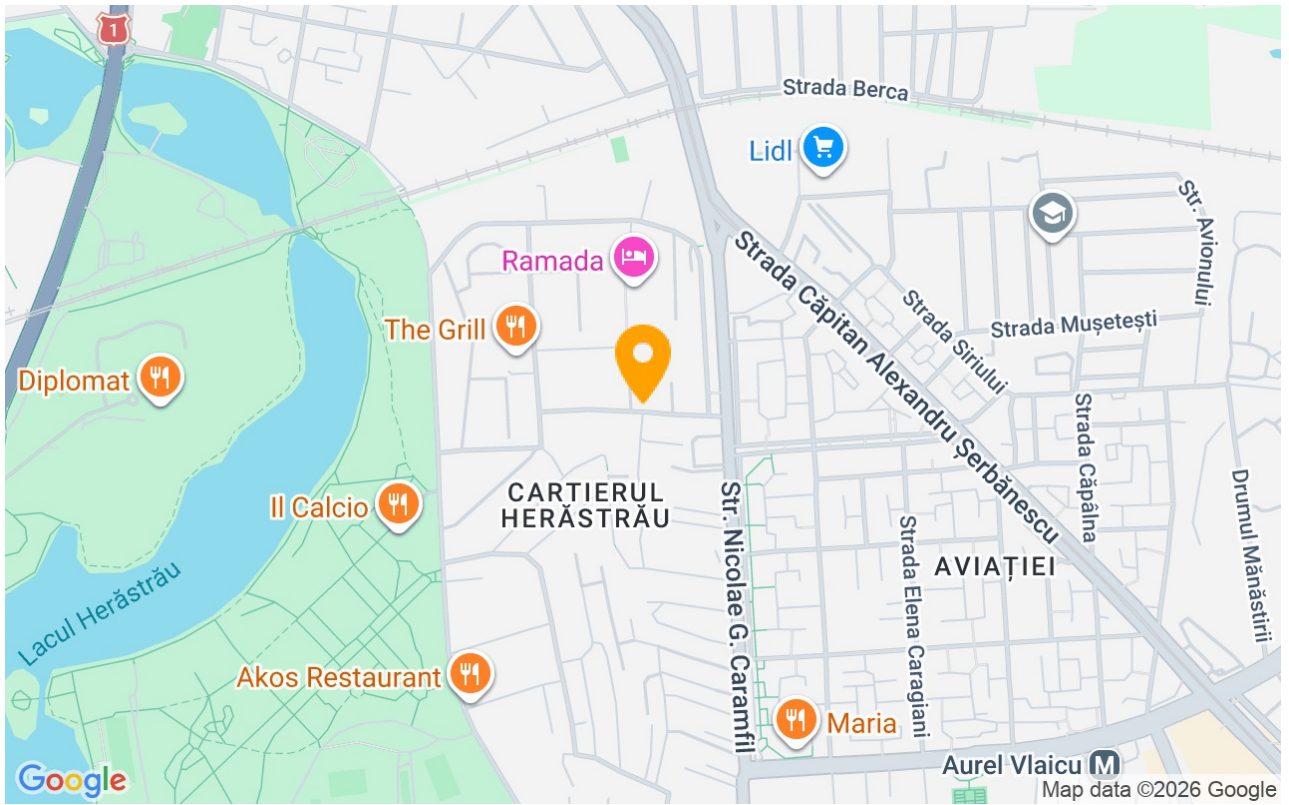 1
Strada Berca
Lidl
Str. Avionului
Ramada
Strada Căpitan Alexandru Șerbănescu
The Grill
Strada Siriului
Strada Mușetești
Diplomat
Strada Căpâlna
Il Calcio
CARTIERUL
HERĂSTRĂU
Str. Nicolae G. Caramfil
Strada Elena Caragiani
Drumul Mănăstirii
AVIAȚIEI
Lacul Herăstrău
Akos Restaurant
Maria
Aurel Vlaicu M
Google
Map data ©2026 Google